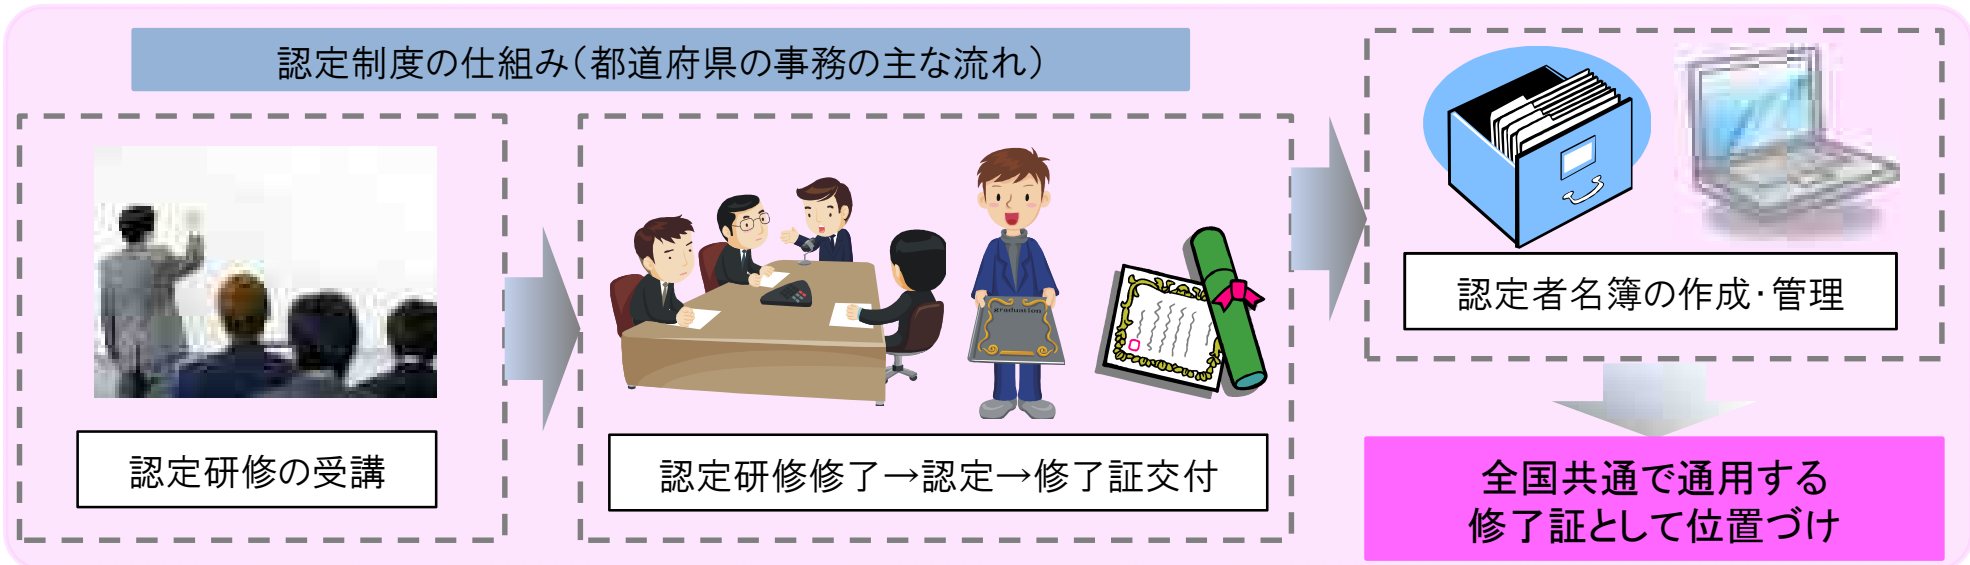 認定制度の仕組み(都道府県の事務の主な流れ)
認定研修の受講
graduation
認定研修修了→認定→修了証交付
認定者名簿の作成・管理
全国共通で通用する
修了証として位置づけ